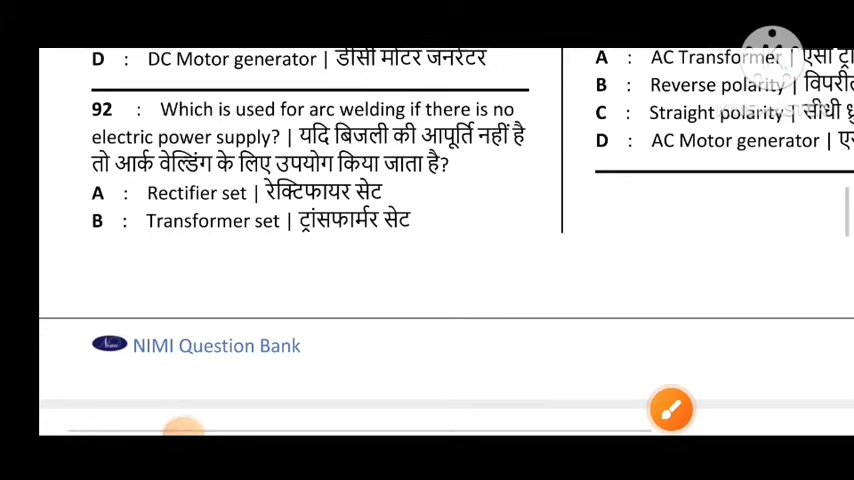 D : DC Motor generator | डीसी मोटर जनरेटर
92 : Which is used for arc welding if there is no
electric power supply? | यदि बिजली की आपूर्ति नहीं है
तो आर्क वेल्डिंग के लिए उपयोग किया जाता है?
A : Rectifier set | रेक्टिफायर सेट
B : Transformer set | ट्रांसफार्मर सेट
A : AC Transformer | एसी
B : Reverse polarity |
C : Straight polarity | सीधी
D : AC Motor generator |
NIMI Question Bank